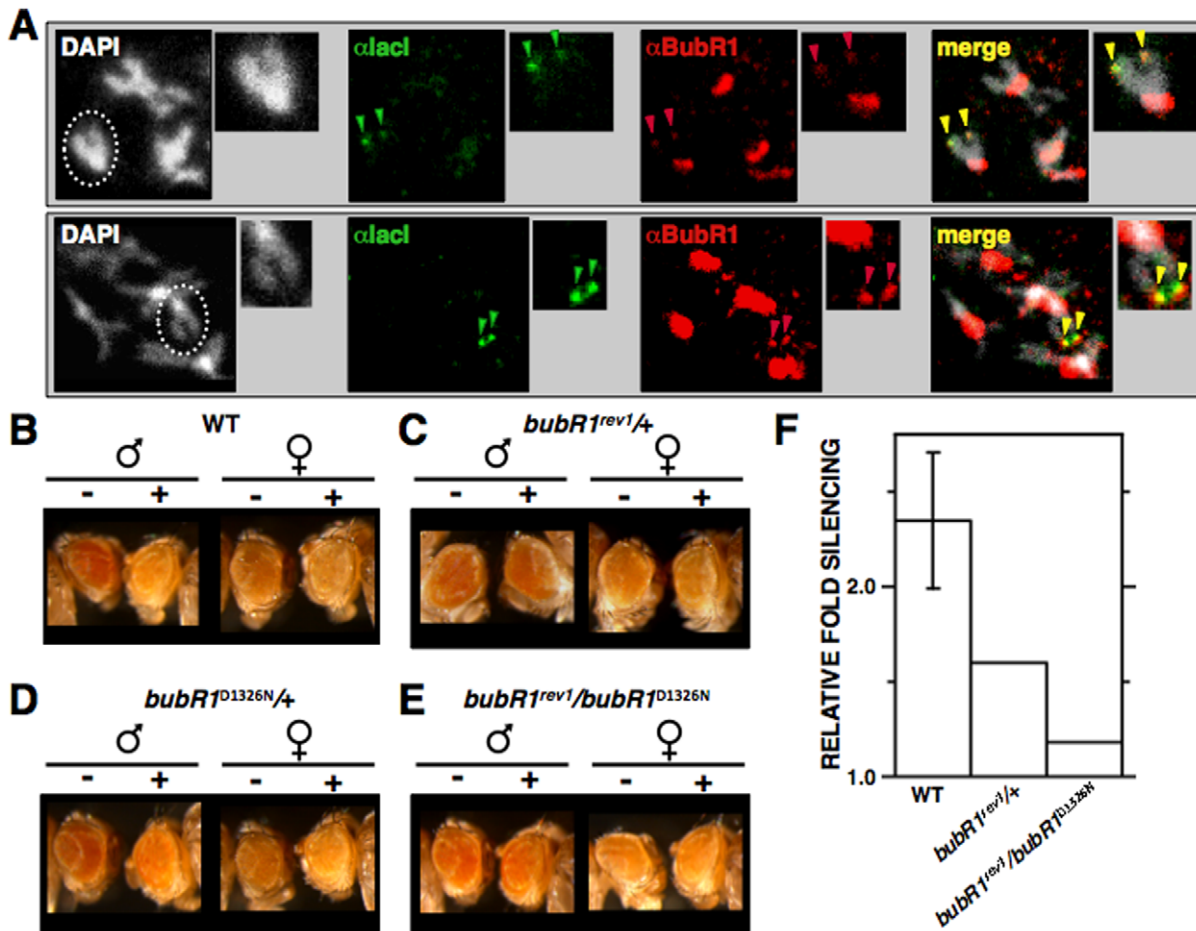 A
DAPI αlacI αBubR1 merge
DAPI αlacI αBubR1 merge
B WT
♂ ♀
- + - +
C bubR1rev1/+
♂ ♀
- + - +
D bubR1D1326N/+
♂ ♀
- + - +
E bubR1rev1/bubR1D1326N
♂ ♀
- + - +
F
RELATIVE FOLD SILENCING
2.0
1.0
WT
bubR1rev1/+
bubR1rev1/bubR1D1326N